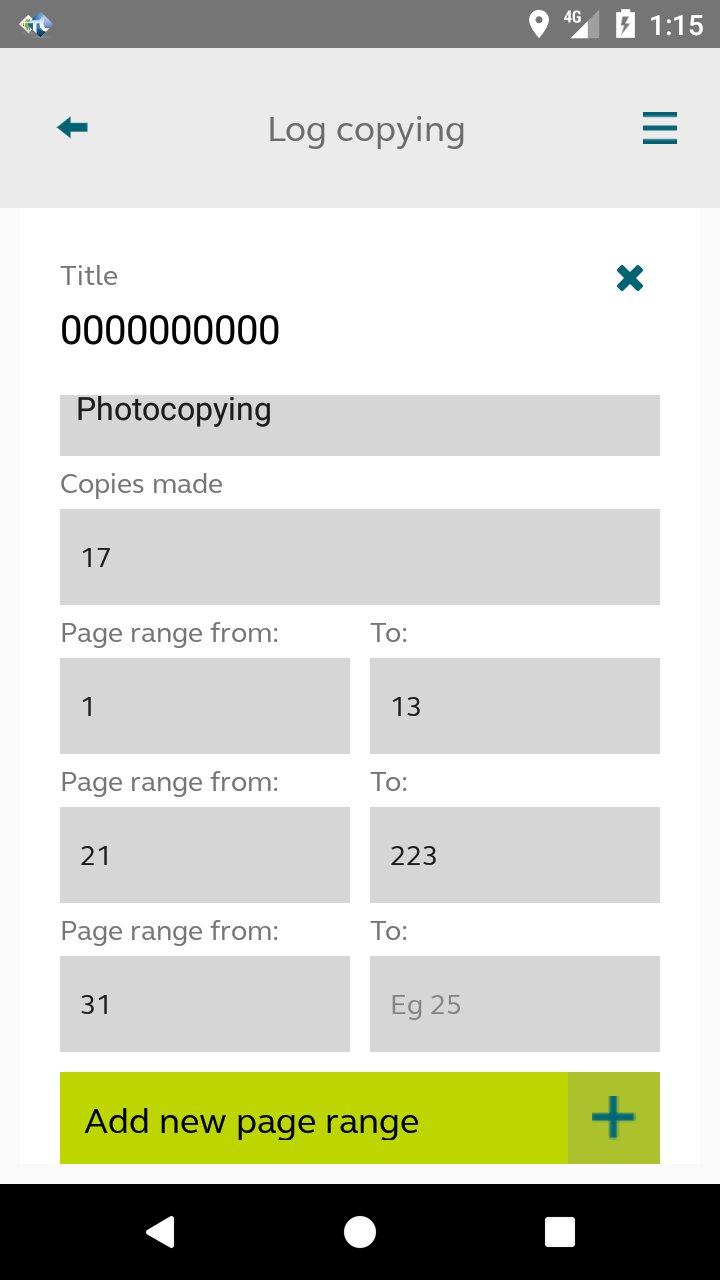 4G 1:15
Log copying
Title
0000000000
Photocopying
Copies made
17
Page range from: To:
1 13
Page range from: To:
21 223
Page range from: To:
31 Eg 25
Add new page range